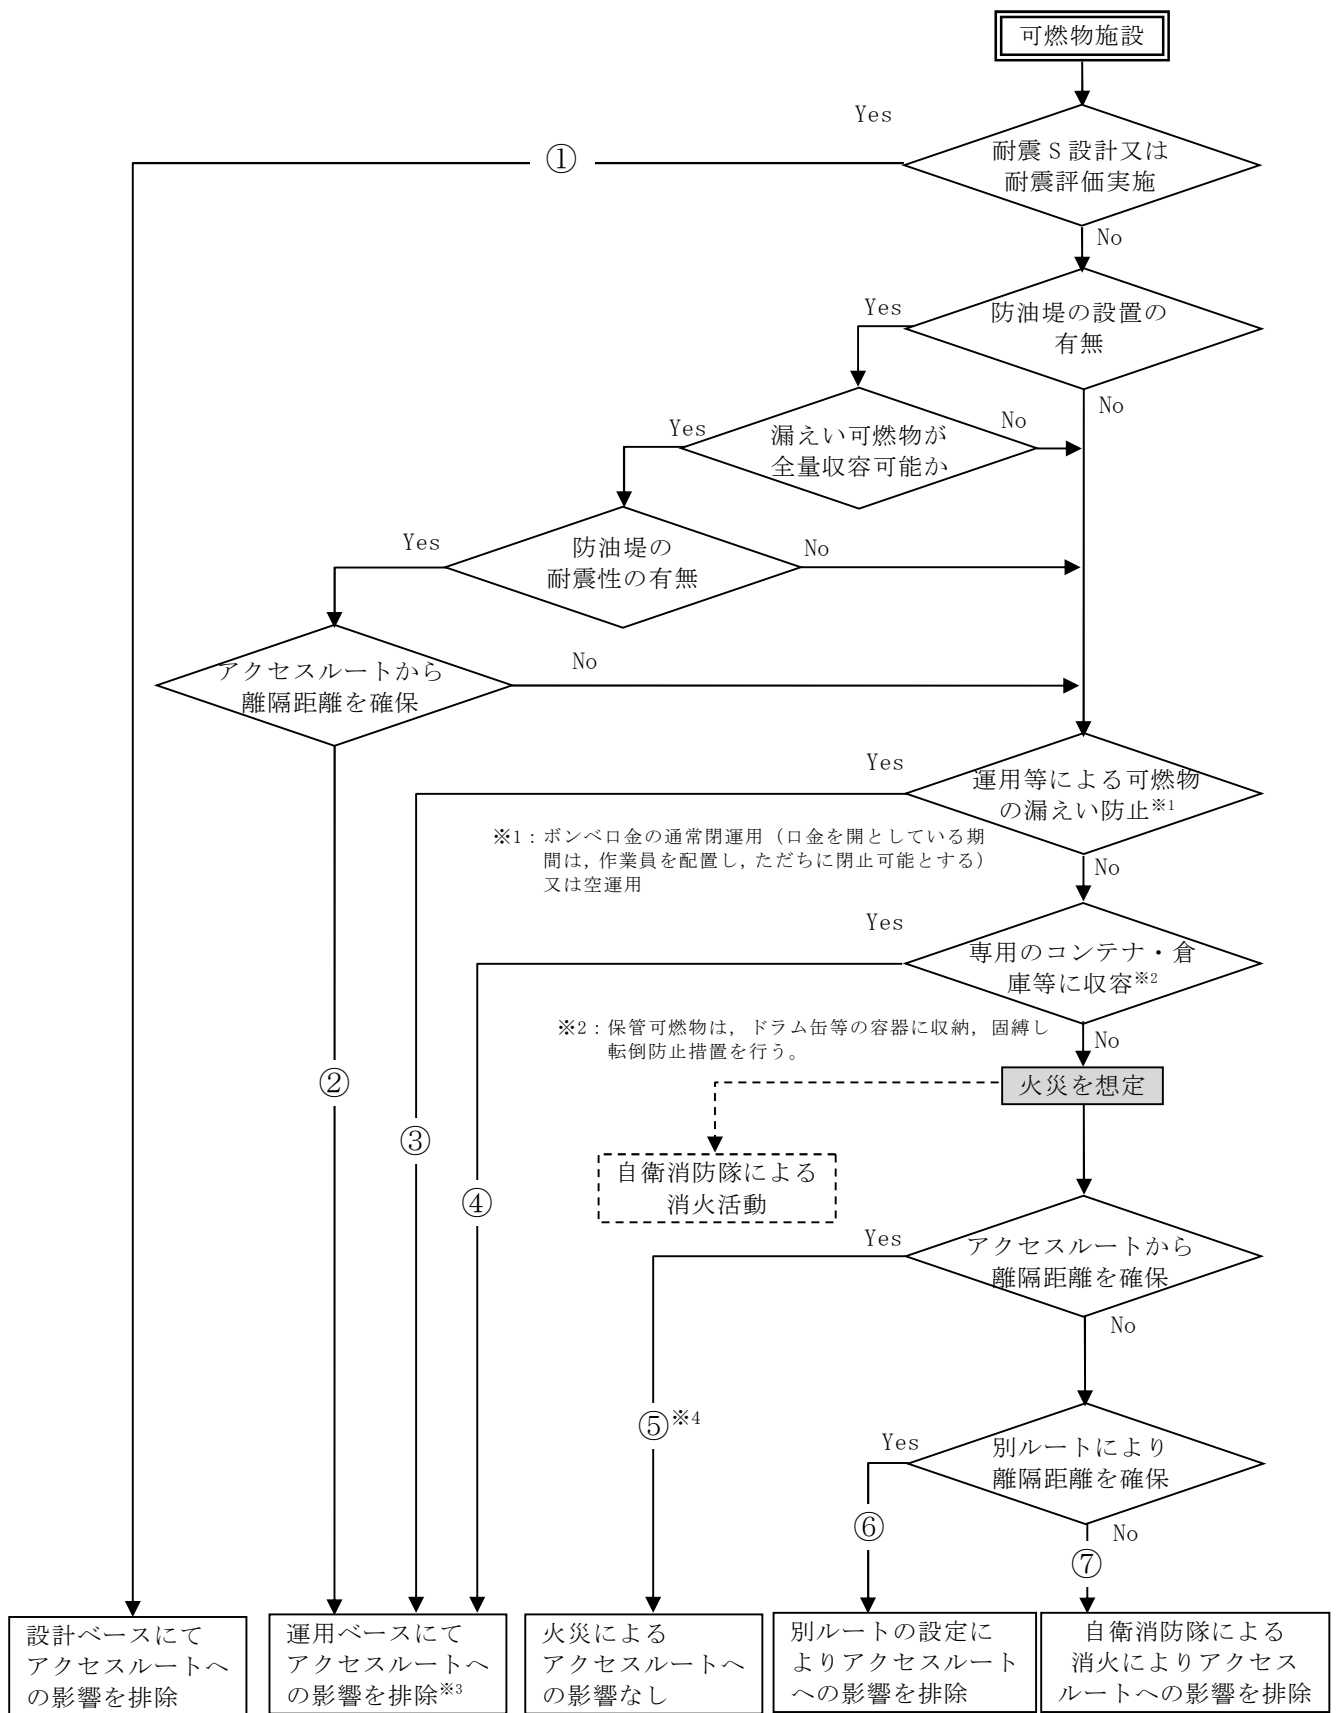 可燃物施設
Yes
①
耐震 S 設計又は
耐震評価実施
No
Yes
防油堤の設置の
有無
No
Yes
漏えい可燃物が
全量収容可能か
No
Yes
防油堤の
耐震性の有無
No
アクセスルートから
離隔距離を確保
No
Yes
運用等による可燃物
の漏えい防止※1
※1：ボンベ口金の通常閉運用（口金を開としている期
間は，作業員を配置し，ただちに閉止可能とする）
又は空運用
No
Yes
専用のコンテナ・倉
庫等に収容※2
※2：保管可燃物は，ドラム缶等の容器に収納，固縛し
転倒防止措置を行う。
No
②
火災を想定
③
自衛消防隊による
消火活動
④
Yes
アクセスルートから
離隔距離を確保
No
⑤※4
Yes
別ルートにより
離隔距離を確保
⑥
No
⑦
設計ベースにて
アクセスルートへ
の影響を排除
運用ベースにて
アクセスルートへ
の影響を排除※3
火災による
アクセスルートへ
の影響なし
別ルートの設定に
よりアクセスルート
への影響を排除
自衛消防隊による
消火によりアクセス
ルートへの影響を排除